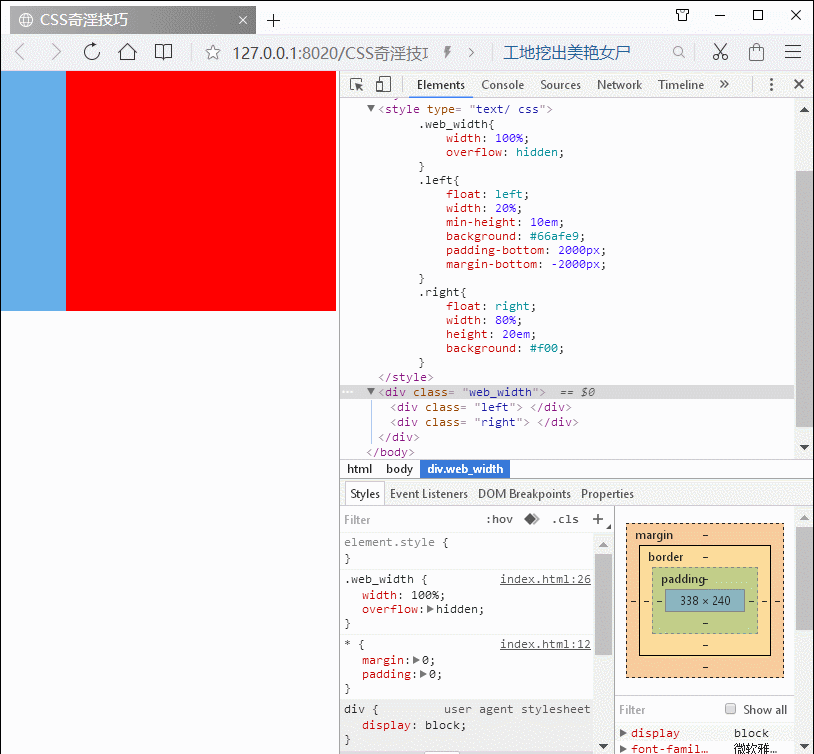 CSS奇淫技巧
127.0.0.1:8020/CSS奇淫技
工地挖出美艳女尸
Elements Console Sources Network Timeline »
<style type= "text/ css">
.web_width{
width: 100%;
overflow: hidden;
}
.left{
float: left;
width: 20%;
min-height: 10em;
background: #66afe9;
padding-bottom: 2000px;
margin-bottom: -2000px;
}
.right{
float: right;
width: 80%;
height: 20em;
background: #f00;
}
</style>
<div class= "web_width"> == $0
<div class= "left"> </div>
<div class= "right"> </div>
</div>
</body>
html body div.web_width
Styles Event Listeners DOM Breakpoints Properties
Filter :hov .cls +
element.style {
}
.web_width { index.html:26
width: 100%;
overflow:▶hidden;
}
* { index.html:12
margin:▶0;
padding:▶0;
}
div { user agent stylesheet
display: block;
}
margin –
border –
padding–
– – – 338 × 240 – – –
–
–
–
Filter Show all
display block
font-famil… 微软雅…